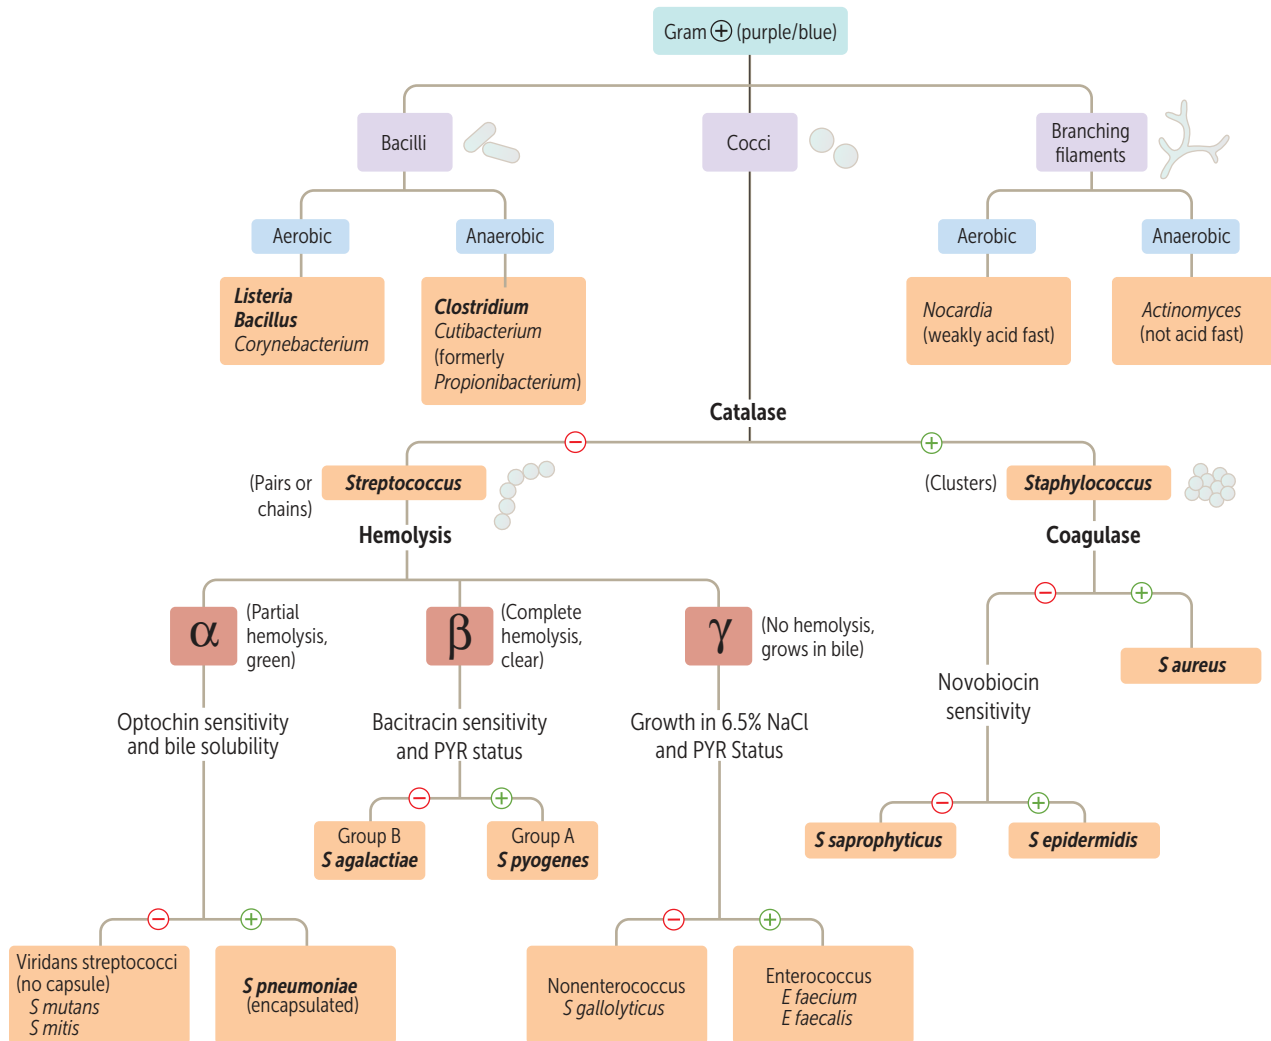 Gram ⊕ (purple/blue)
Bacilli
Cocci
Branching
filaments
Aerobic
Anaerobic
Aerobic
Anaerobic
Listeria
Bacillus
Corynebacterium
Clostridium
Cutibacterium
(formerly
Propionibacterium)
Nocardia
(weakly acid fast)
Actinomyces
(not acid fast)
Catalase
−
+
(Pairs or
chains)
Streptococcus
(Clusters)
Staphylococcus
Hemolysis
Coagulase
−
+
α
(Partial
hemolysis,
green)
β
(Complete
hemolysis,
clear)
γ
(No hemolysis,
grows in bile)
S aureus
Novobiocin
sensitivity
Optochin sensitivity
and bile solubility
Bacitracin sensitivity
and PYR status
Growth in 6.5% NaCl
and PYR Status
−
+
−
+
Group B
S agalactiae
Group A
S pyogenes
S saprophyticus
S epidermidis
−
+
−
+
Viridans streptococci
(no capsule)
S mutans
S mitis
S pneumoniae
(encapsulated)
Nonenterococcus
S gallolyticus
Enterococcus
E faecium
E faecalis